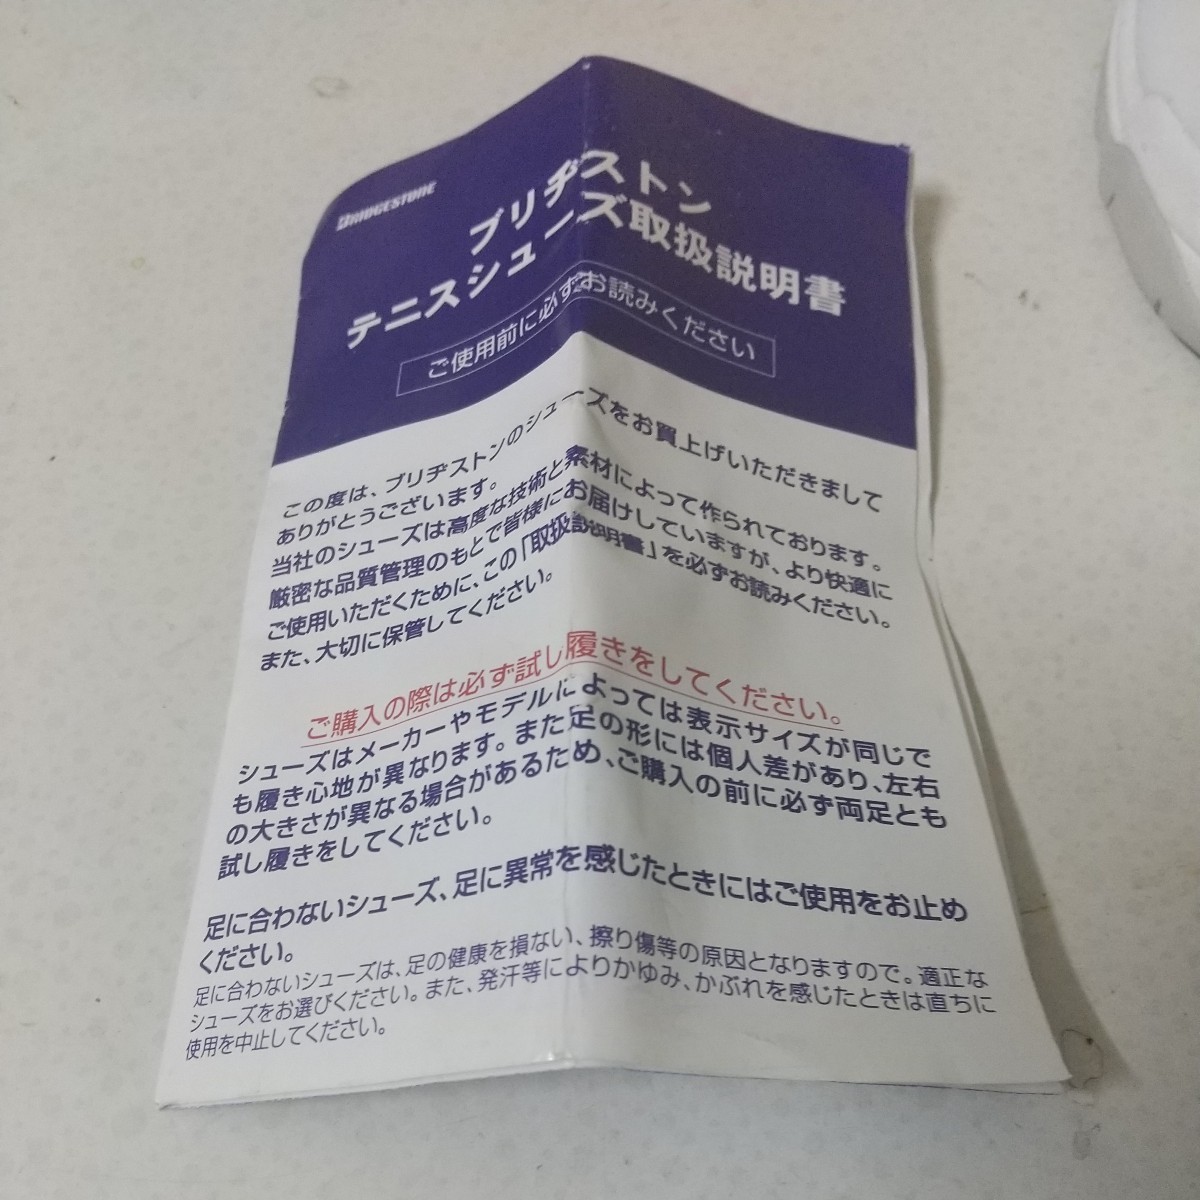 BRIDGESTONE
ブリヂストン
テニスシューズ取扱説明書
ご使用前に必ずお読みください
この度は、ブリヂストンのシューズをお買上げいただきまして
ありがとうございます。
当社のシューズは高度な技術と素材によって作られております。
厳密な品質管理のもとで皆様にお届けしていますが、より快適に
ご使用いただくために、この「取扱説明書」を必ずお読みください。
また、大切に保管してください。
ご購入の際は必ず試し履きをしてください。
シューズはメーカーやモデルによっては表示サイズが同じで
も履き心地が異なります。また足の形には個人差があり、左右
の大きさが異なる場合があるため、ご購入の前に必ず両足とも
試し履きをしてください。
足に合わないシューズ、足に異常を感じたときにはご使用をお止め
ください。
足に合わないシューズは、足の健康を損ない、擦り傷等の原因となりますので。適正な
シューズをお選びください。また、発汗等によりかゆみ、かぶれを感じたときは直ちに
使用を中止してください。